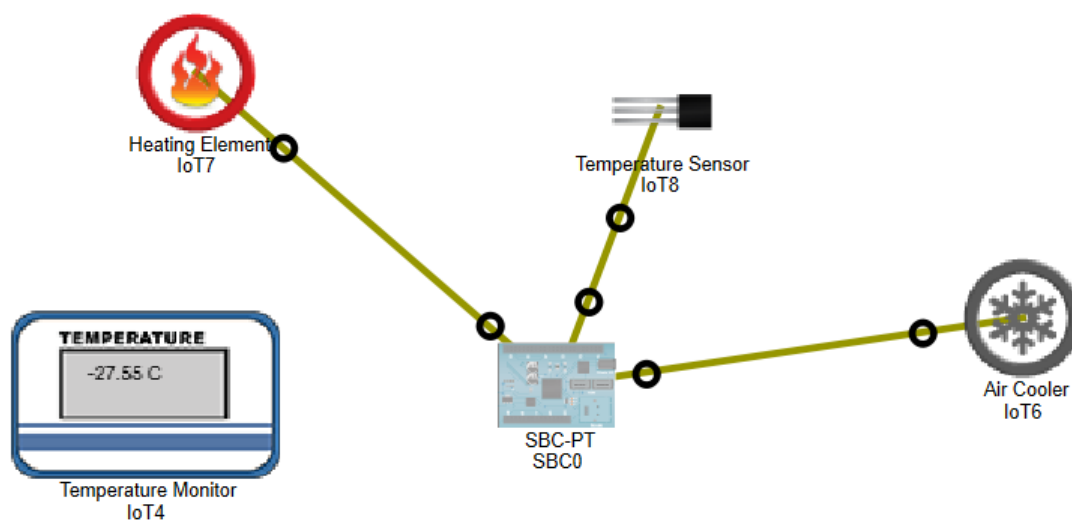 Heating Element
IoT7
Temperature Sensor
IoT8
TEMPERATURE
-27.55 C
Temperature Monitor
IoT4
SBC-PT
SBC0
Air Cooler
IoT6